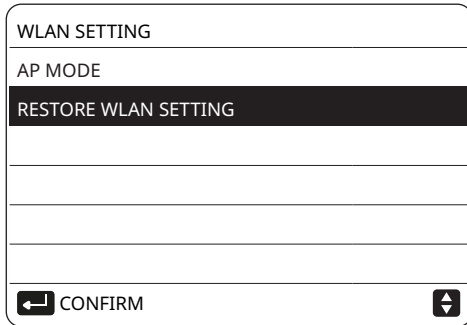 WLAN SETTING
AP MODE
RESTORE WLAN SETTING
CONFIRM